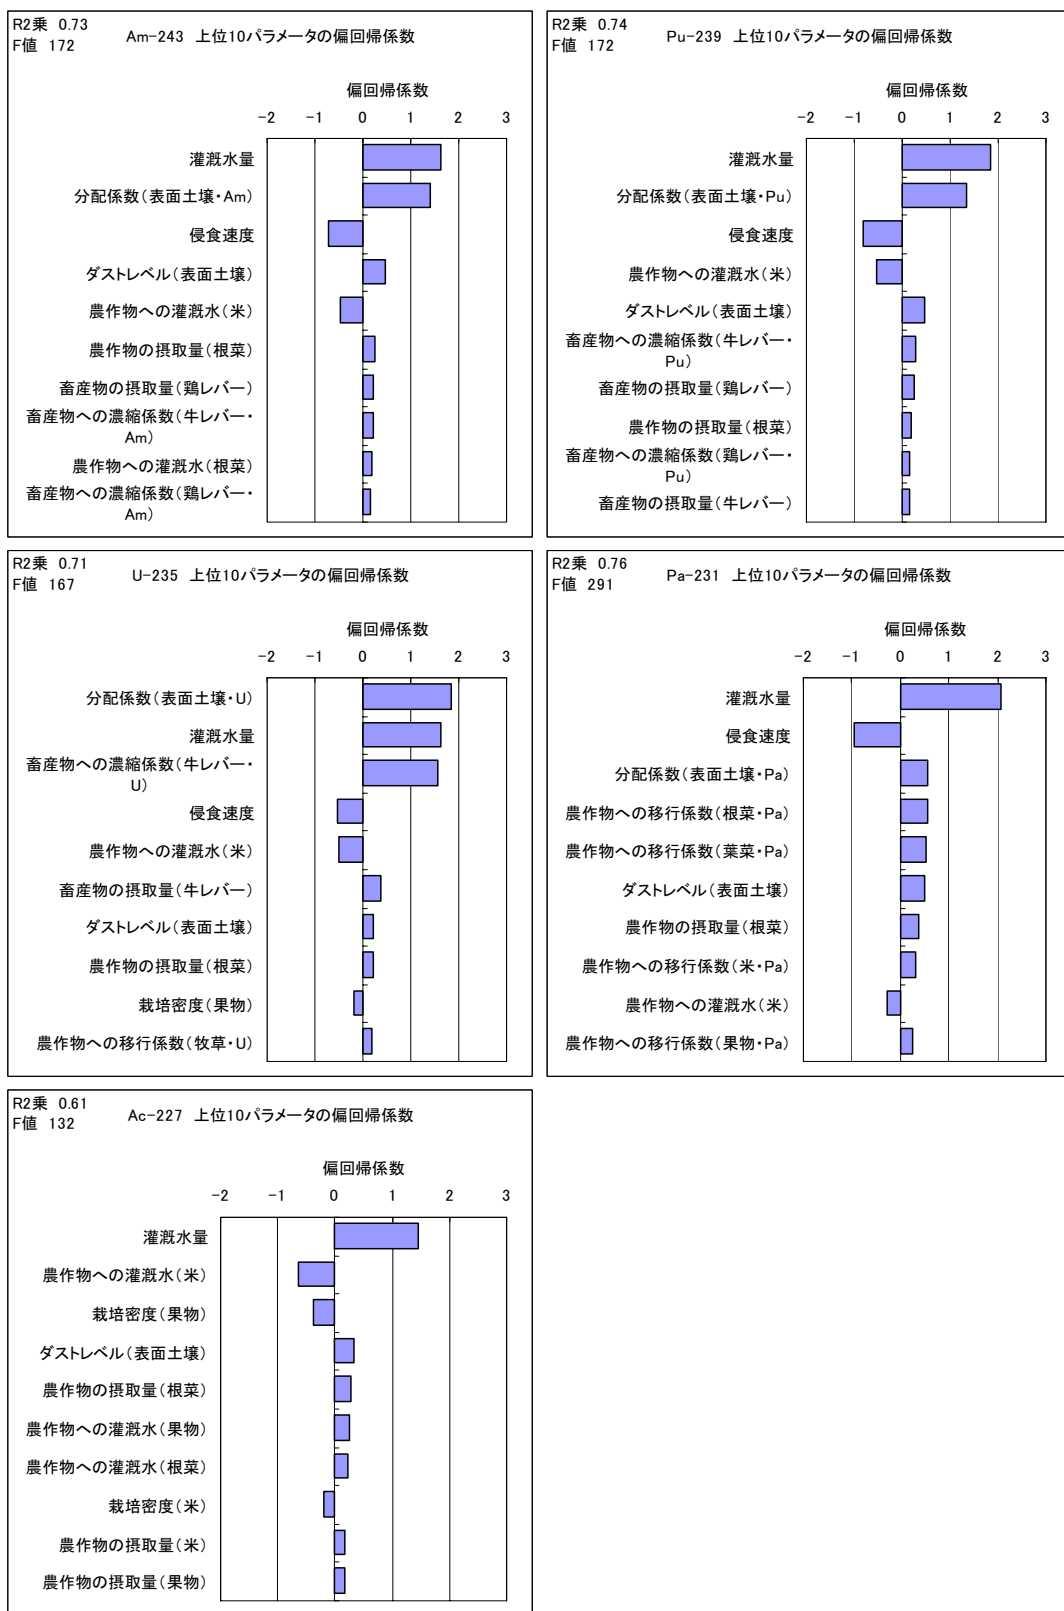 R2乗 0.73
F値 172
Am-243 上位10パラメータの偏回帰係数
偏回帰係数
-2 -1 0 1 2 3
灌漑水量
分配係数(表面土壌・Am)
侵食速度
ダストレベル(表面土壌)
農作物への灌漑水(米)
農作物の摂取量(根菜)
畜産物の摂取量(鶏レバー)
畜産物への濃縮係数(牛レバー・
Am)
農作物への灌漑水(根菜)
畜産物への濃縮係数(鶏レバー・
Am)
R2乗 0.74
F値 172
Pu-239 上位10パラメータの偏回帰係数
偏回帰係数
-2 -1 0 1 2 3
灌漑水量
分配係数(表面土壌・Pu)
侵食速度
農作物への灌漑水(米)
ダストレベル(表面土壌)
畜産物への濃縮係数(牛レバー・
Pu)
畜産物の摂取量(鶏レバー)
農作物の摂取量(根菜)
畜産物への濃縮係数(鶏レバー・
Pu)
畜産物の摂取量(牛レバー)
R2乗 0.71
F値 167
U-235 上位10パラメータの偏回帰係数
偏回帰係数
-2 -1 0 1 2 3
分配係数(表面土壌・U)
灌漑水量
畜産物への濃縮係数(牛レバー・
U)
侵食速度
農作物への灌漑水(米)
畜産物の摂取量(牛レバー)
ダストレベル(表面土壌)
農作物の摂取量(根菜)
栽培密度(果物)
農作物への移行係数(牧草・U)
R2乗 0.76
F値 291
Pa-231 上位10パラメータの偏回帰係数
偏回帰係数
-2 -1 0 1 2 3
灌漑水量
侵食速度
分配係数(表面土壌・Pa)
農作物への移行係数(根菜・Pa)
農作物への移行係数(葉菜・Pa)
ダストレベル(表面土壌)
農作物の摂取量(根菜)
農作物への移行係数(米・Pa)
農作物への灌漑水(米)
農作物への移行係数(果物・Pa)
R2乗 0.61
F値 132
Ac-227 上位10パラメータの偏回帰係数
偏回帰係数
-2 -1 0 1 2 3
灌漑水量
農作物への灌漑水(米)
栽培密度(果物)
ダストレベル(表面土壌)
農作物の摂取量(根菜)
農作物への灌漑水(果物)
農作物への灌漑水(根菜)
栽培密度(米)
農作物の摂取量(米)
農作物の摂取量(果物)